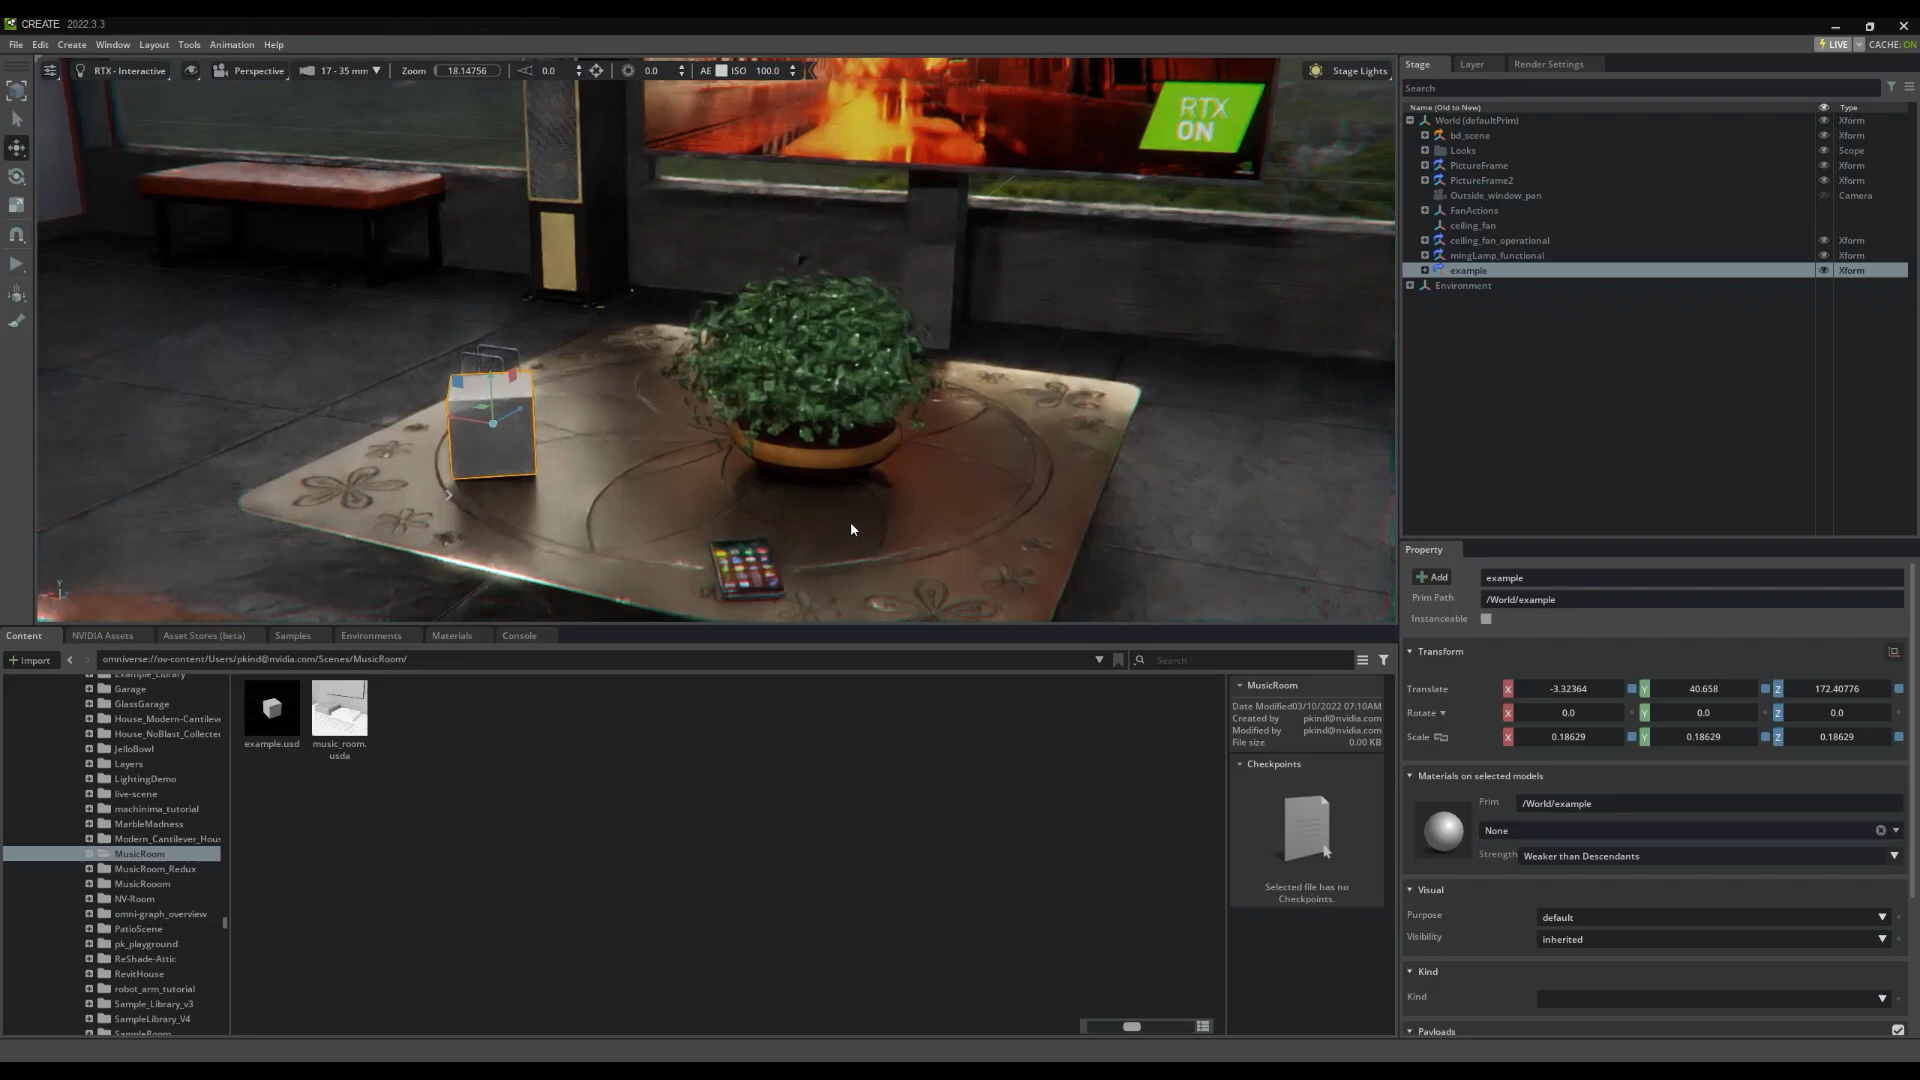 CREATE 2022.3.3
File Edit Create Window Layout Tools Animation Help
LIVE CACHE: ON
RTX - Interactive Perspective 17 - 35 mm Zoom 18.14756 0.0 0.0 AE ISO 100.0 Stage Lights
RTX
ON
Y
Stage Layer Render Settings
Search
Name (Old to New) Type
World (defaultPrim) Xform
bd_scene Xform
Looks Scope
PictureFrame Xform
PictureFrame2 Xform
Outside_window_pan Camera
FanActions
ceiling_fan
ceiling_fan_operational Xform
mingLamp_functional Xform
example Xform
Environment
Property
Add example
Prim Path /World/example
Instanceable
Transform
Translate X -3.32364 Y 40.658 Z 172.40776
Rotate X 0.0 Y 0.0 Z 0.0
Scale X 0.18629 Y 0.18629 Z 0.18629
Materials on selected models
Prim /World/example
None
Strength Weaker than Descendants
Visual
Purpose default
Visibility inherited
Kind
Kind
Payloads
Content NVIDIA Assets Asset Stores (beta) Samples Environments Materials Console
Import omniverse://ov-content/Users/pkind@nvidia.com/Scenes/MusicRoom/ Search
Example_Library
Garage
GlassGarage
House_Modern-Cantileve
House_NoBlast_Collected
JelloBowl
Layers
LightingDemo
live-scene
machinima_tutorial
MarbleMadness
Modern_Cantilever_Hous
MusicRoom
MusicRoom_Redux
MusicRooom
NV-Room
omni-graph_overview
PatioScene
pk_playground
ReShade-Attic
RevitHouse
robot_arm_tutorial
Sample_Library_v3
SampleLibrary_V4
SampleRoom
example.usd
music_room.
usda
MusicRoom
Date Modified03/10/2022 07:10AM
Created by pkind@nvidia.com
Modified by pkind@nvidia.com
File size 0.00 KB
Checkpoints
Selected file has no
Checkpoints.